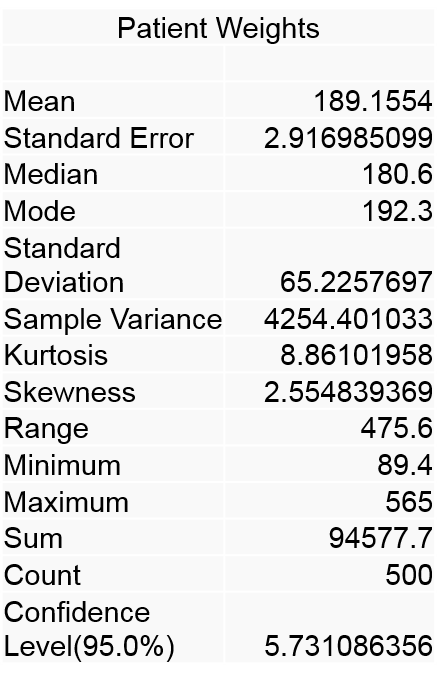 Patient Weights
Mean 189.1554
Standard Error 2.916985099
Median 180.6
Mode 192.3
Standard
Deviation 65.2257697
Sample Variance 4254.401033
Kurtosis 8.86101958
Skewness 2.554839369
Range 475.6
Minimum 89.4
Maximum 565
Sum 94577.7
Count 500
Confidence
Level(95.0%) 5.731086356